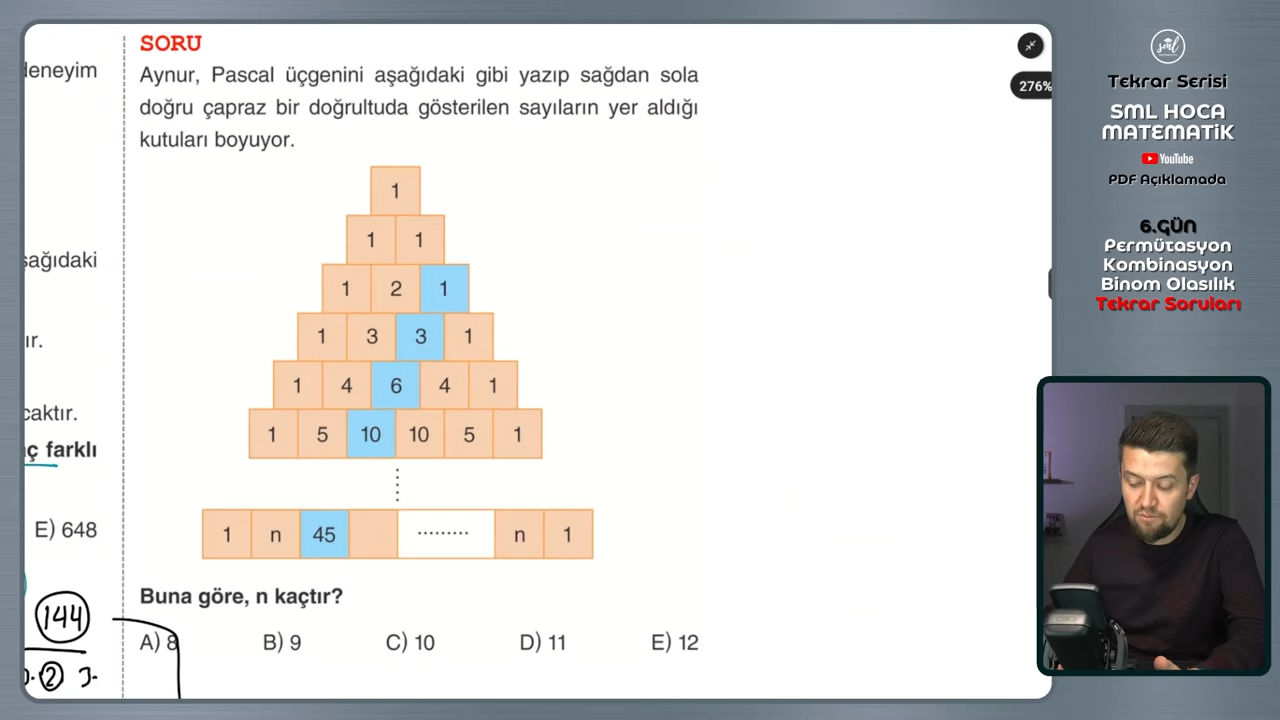 SORU
Aynur, Pascal üçgenini aşağıdaki gibi yazıp sağdan sola
doğru çapraz bir doğrultuda gösterilen sayıların yer aldığı
kutuları boyuyor.
1
1 1
1 2 1
1 3 3 1
1 4 6 4 1
1 5 10 10 5 1
1 n 45 ......... n 1
Buna göre, n kaçtır?
A) 8 B) 9 C) 10 D) 11 E) 12
eneyim
sağıdaki
ır.
caktır.
ç farklı
E) 648
144
2
276%
sml
Tekrar Serisi
SML HOCA
MATEMATİK
YouTube
PDF Açıklamada
6.GÜN
Permütasyon
Kombinasyon
Binom Olasılık
Tekrar Soruları